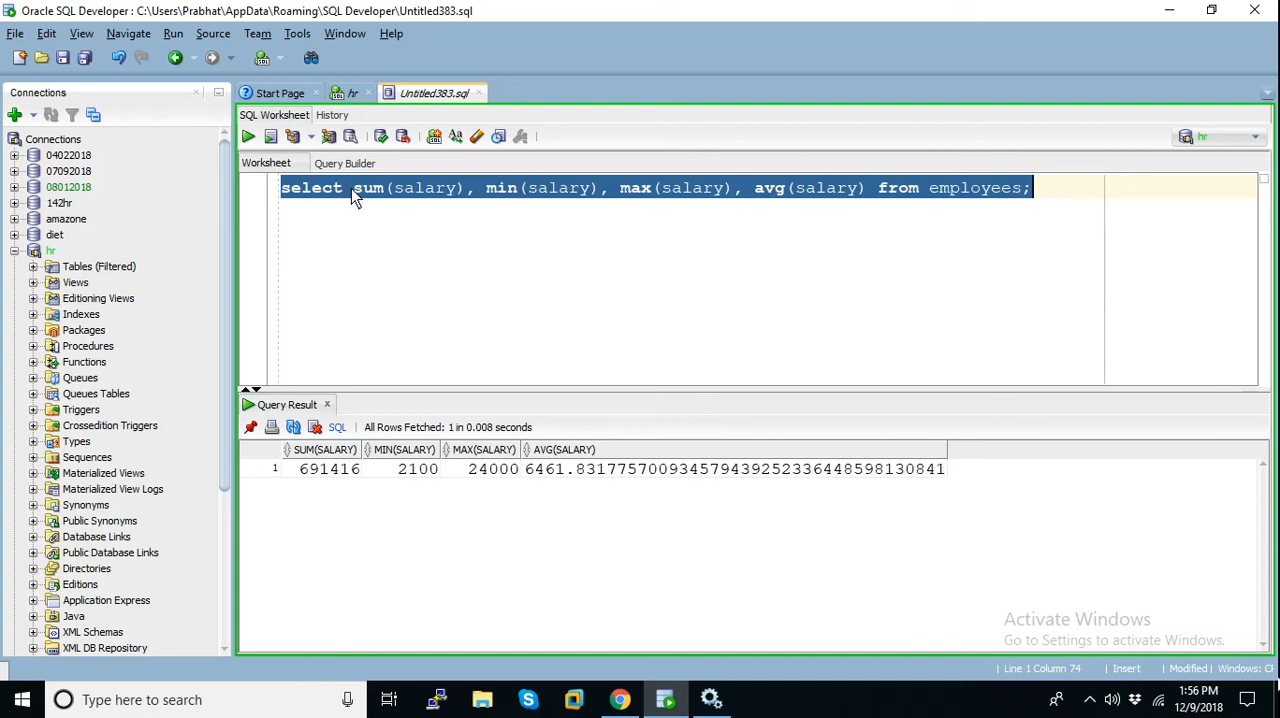 Oracle SQL Developer : C:\Users\Prabhat\AppData\Roaming\SQL Developer\Untitled383.sql
File Edit View Navigate Run Source Team Tools Window Help
Connections
Start Page
hr
Untitled383.sql
SQL Worksheet History
hr
Worksheet Query Builder
select sum(salary), min(salary), max(salary), avg(salary) from employees;
Connections
04022018
07092018
08012018
142hr
amazone
diet
hr
Tables (Filtered)
Views
Editioning Views
Indexes
Packages
Procedures
Functions
Queues
Queues Tables
Triggers
Crossedition Triggers
Types
Sequences
Materialized Views
Materialized View Logs
Synonyms
Public Synonyms
Database Links
Public Database Links
Directories
Editions
Application Express
Java
XML Schemas
XML DB Repository
Query Result
SQL | All Rows Fetched: 1 in 0.008 seconds
SUM(SALARY) MIN(SALARY) MAX(SALARY) AVG(SALARY)
1 691416 2100 24000 6461.83177570093457943925233644859813084​1
Activate Windows
Go to Settings to activate Windows.
Line 1 Column 74 | Insert | Modified | Windows: CF
Type here to search
1:56 PM
12/9/2018